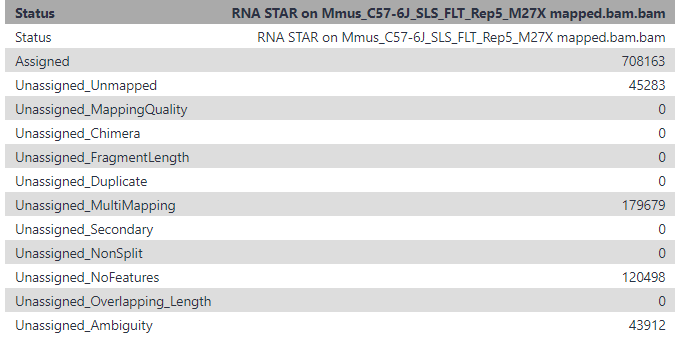 Status RNA STAR on Mmus_C57-6J_SLS_FLT_Rep5_M27X mapped.bam.bam
Status RNA STAR on Mmus_C57-6J_SLS_FLT_Rep5_M27X mapped.bam.bam
Assigned 708163
Unassigned_Unmapped 45283
Unassigned_MappingQuality 0
Unassigned_Chimera 0
Unassigned_FragmentLength 0
Unassigned_Duplicate 0
Unassigned_MultiMapping 179679
Unassigned_Secondary 0
Unassigned_NonSplit 0
Unassigned_NoFeatures 120498
Unassigned_Overlapping_Length 0
Unassigned_Ambiguity 43912